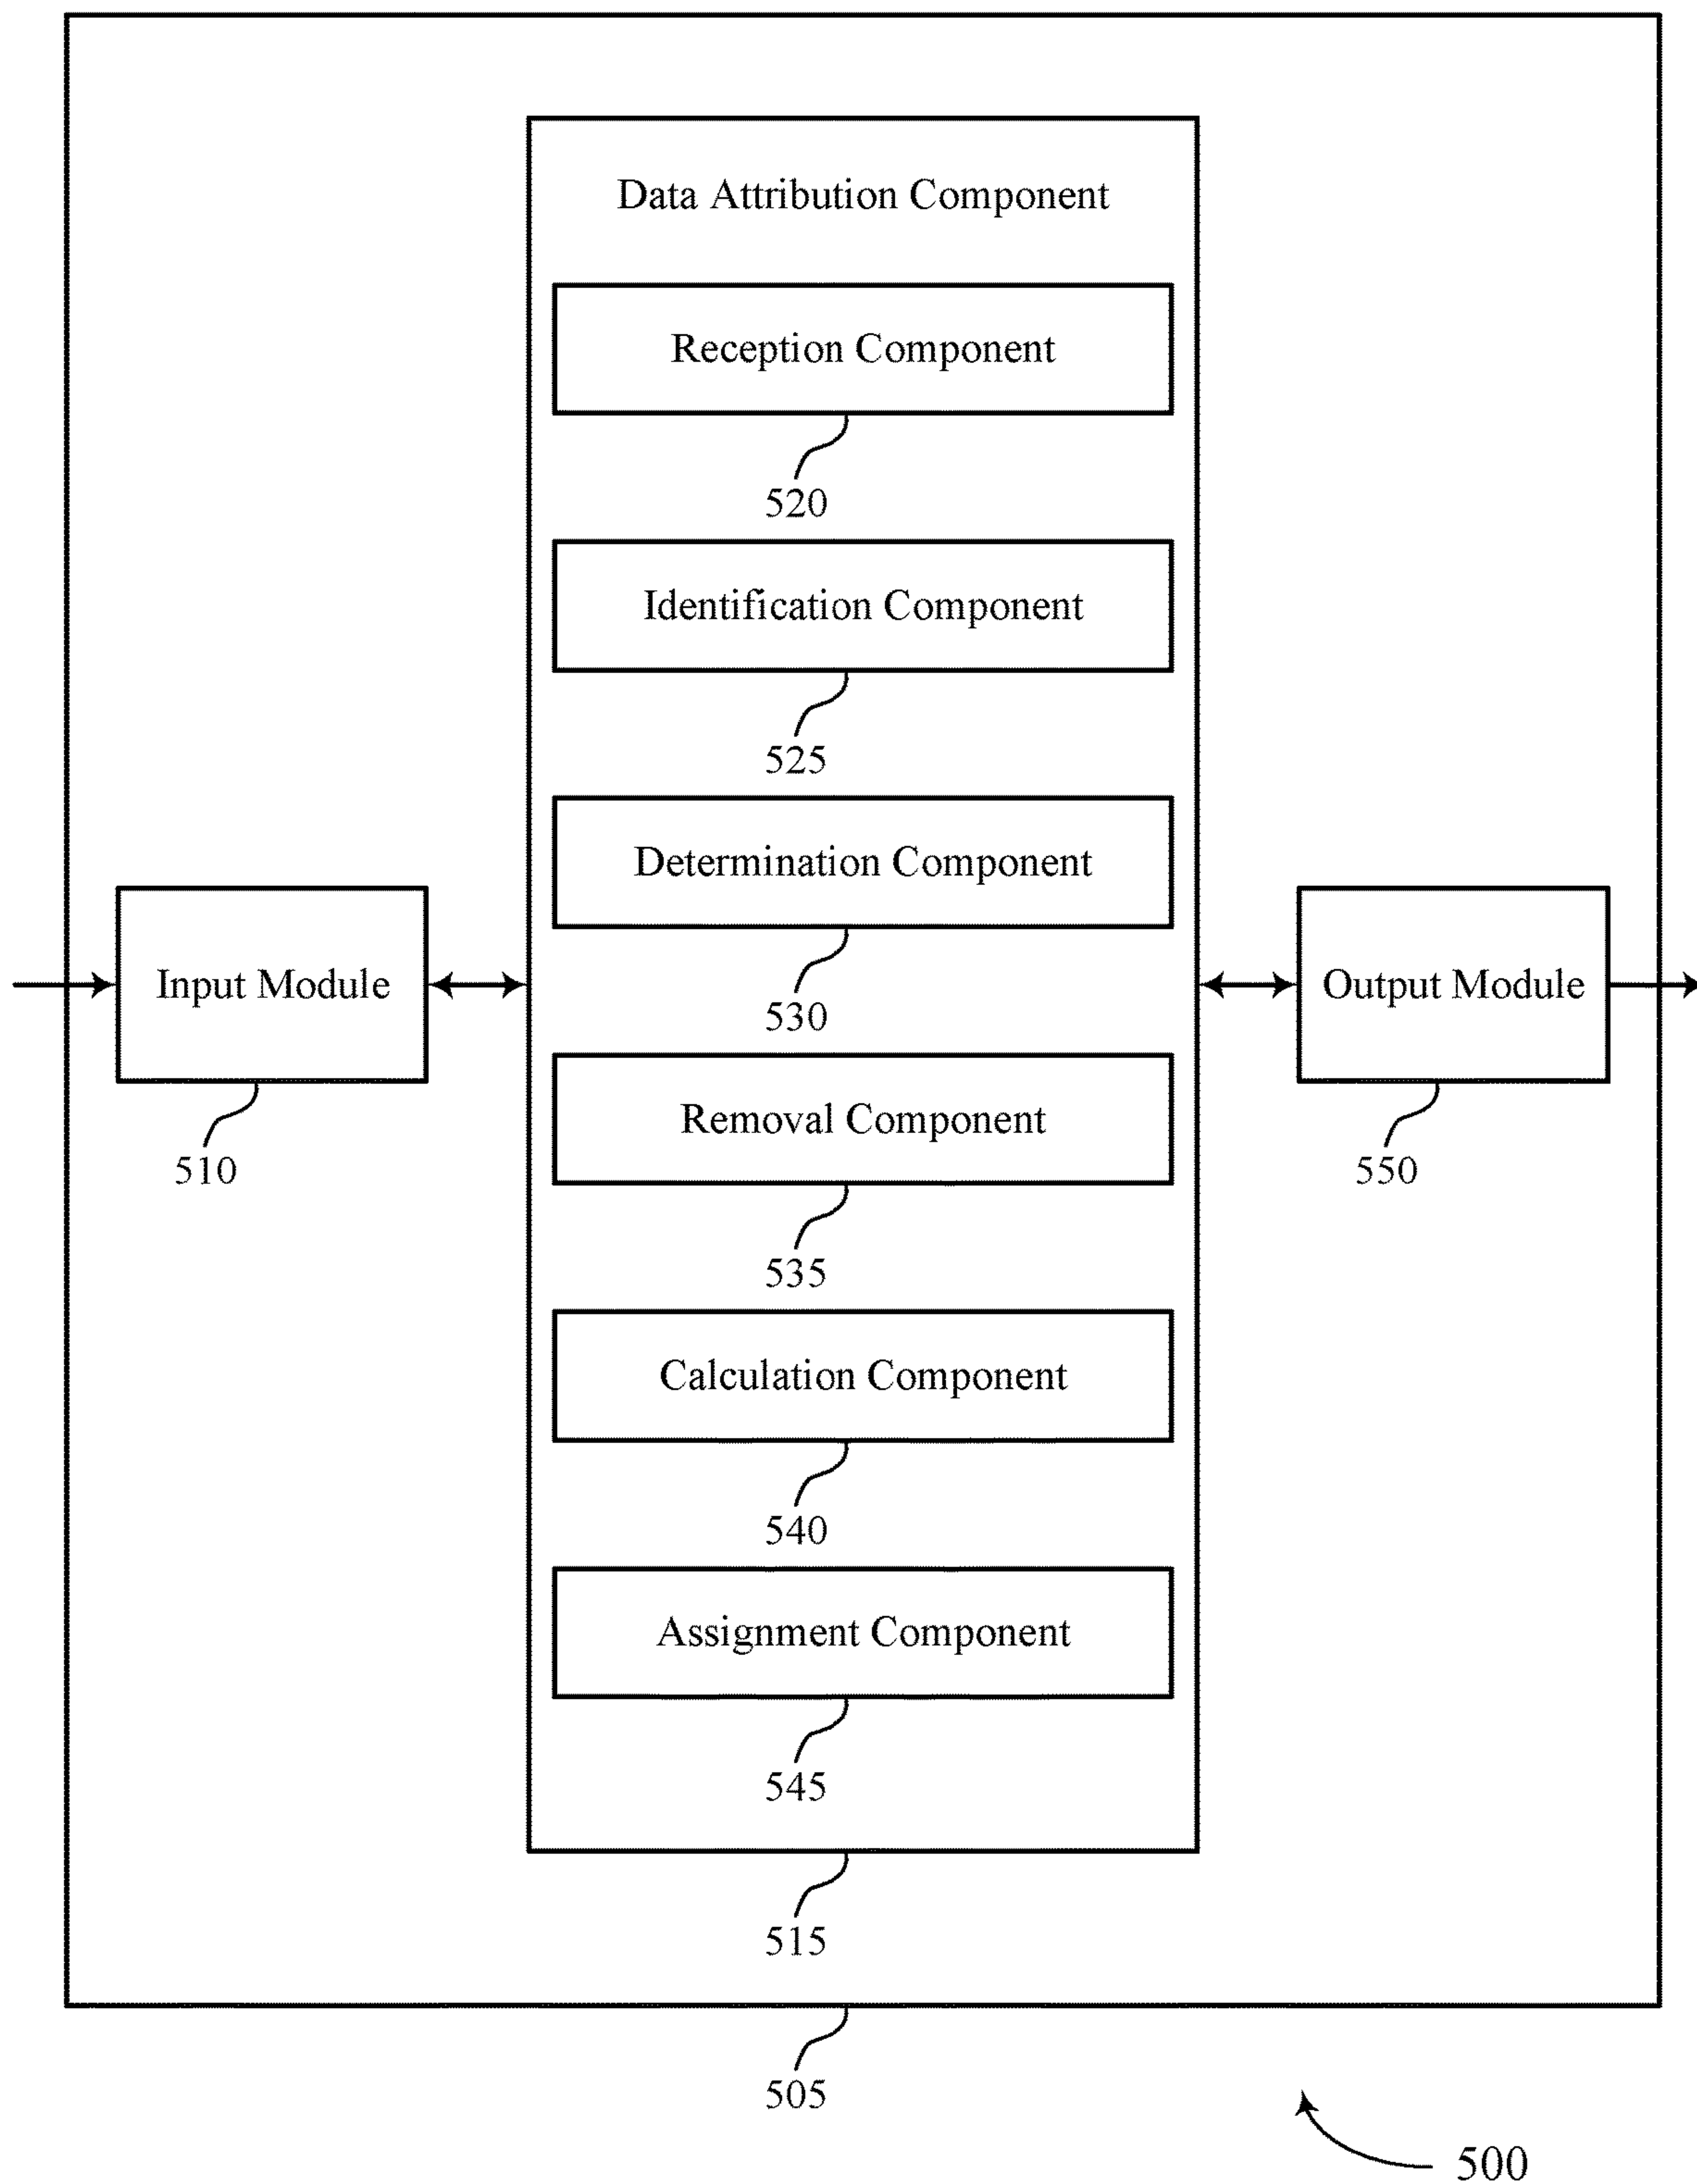 Data Attribution Component
Reception Component
520
Identification Component
525
Determination Component
530
Input Module
510
Output Module
550
Removal Component
535
Calculation Component
540
Assignment Component
545
515
505
500